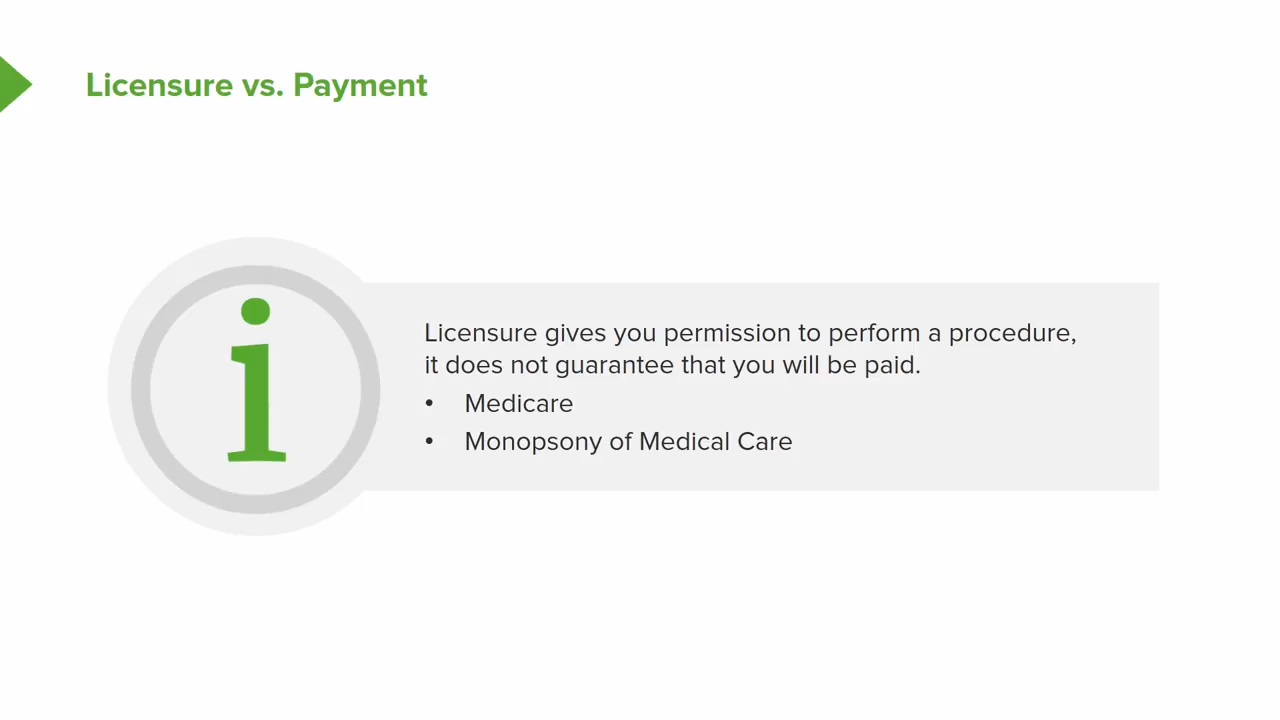 Licensure vs. Payment
Licensure gives you permission to perform a procedure,
it does not guarantee that you will be paid.
• Medicare
• Monopsony of Medical Care